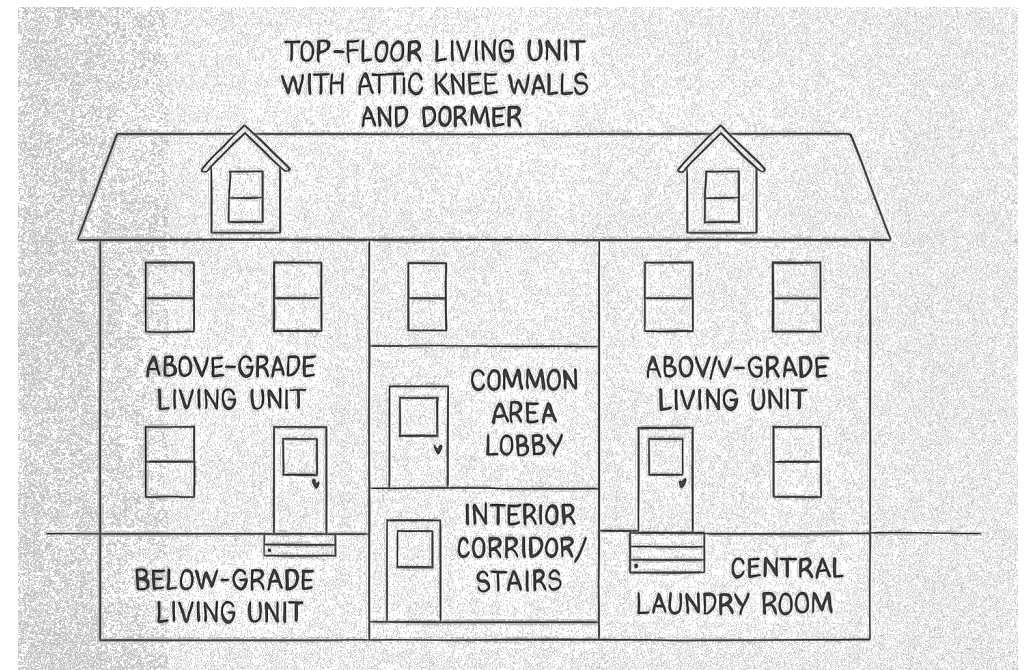 TOP-FLOOR LIVING UNIT
WITH ATTIC KNEE WALLS
AND DORMER
ABOVE-GRADE
LIVING UNIT
COMMON
AREA
LOBBY
ABOV/V-GRADE
LIVING UNIT
INTERIOR
CORRIDOR/
STAIRS
BELOW-GRADE
LIVING UNIT
CENTRAL
LAUNDRY ROOM